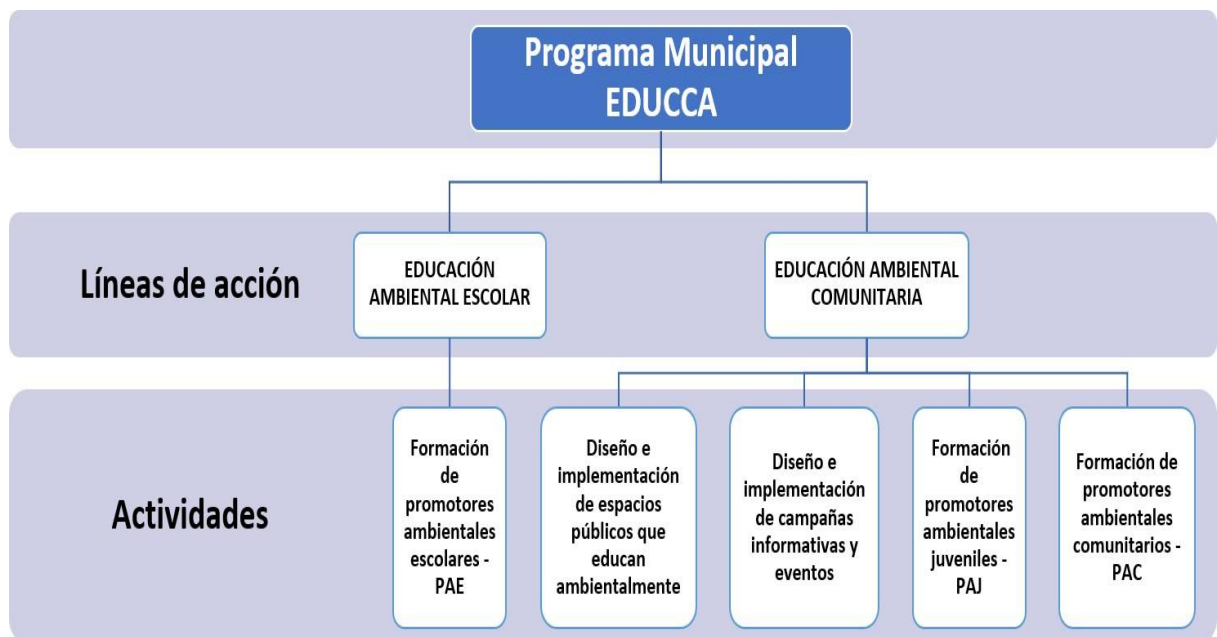 Programa Municipal
EDUCCA
Líneas de acción
EDUCACIÓN
AMBIENTAL ESCOLAR
EDUCACIÓN AMBIENTAL
COMUNITARIA
Actividades
Formación
de
promotores
ambientales
escolares -
PAE
Diseño e
implementación
de espacios
públicos que
educan
ambientalmente
Diseño e
implementación
de campañas
informativas y
eventos
Formación
de
promotores
ambientales
juveniles -
PAJ
Formación de
promotores
ambientales
comunitarios -
PAC